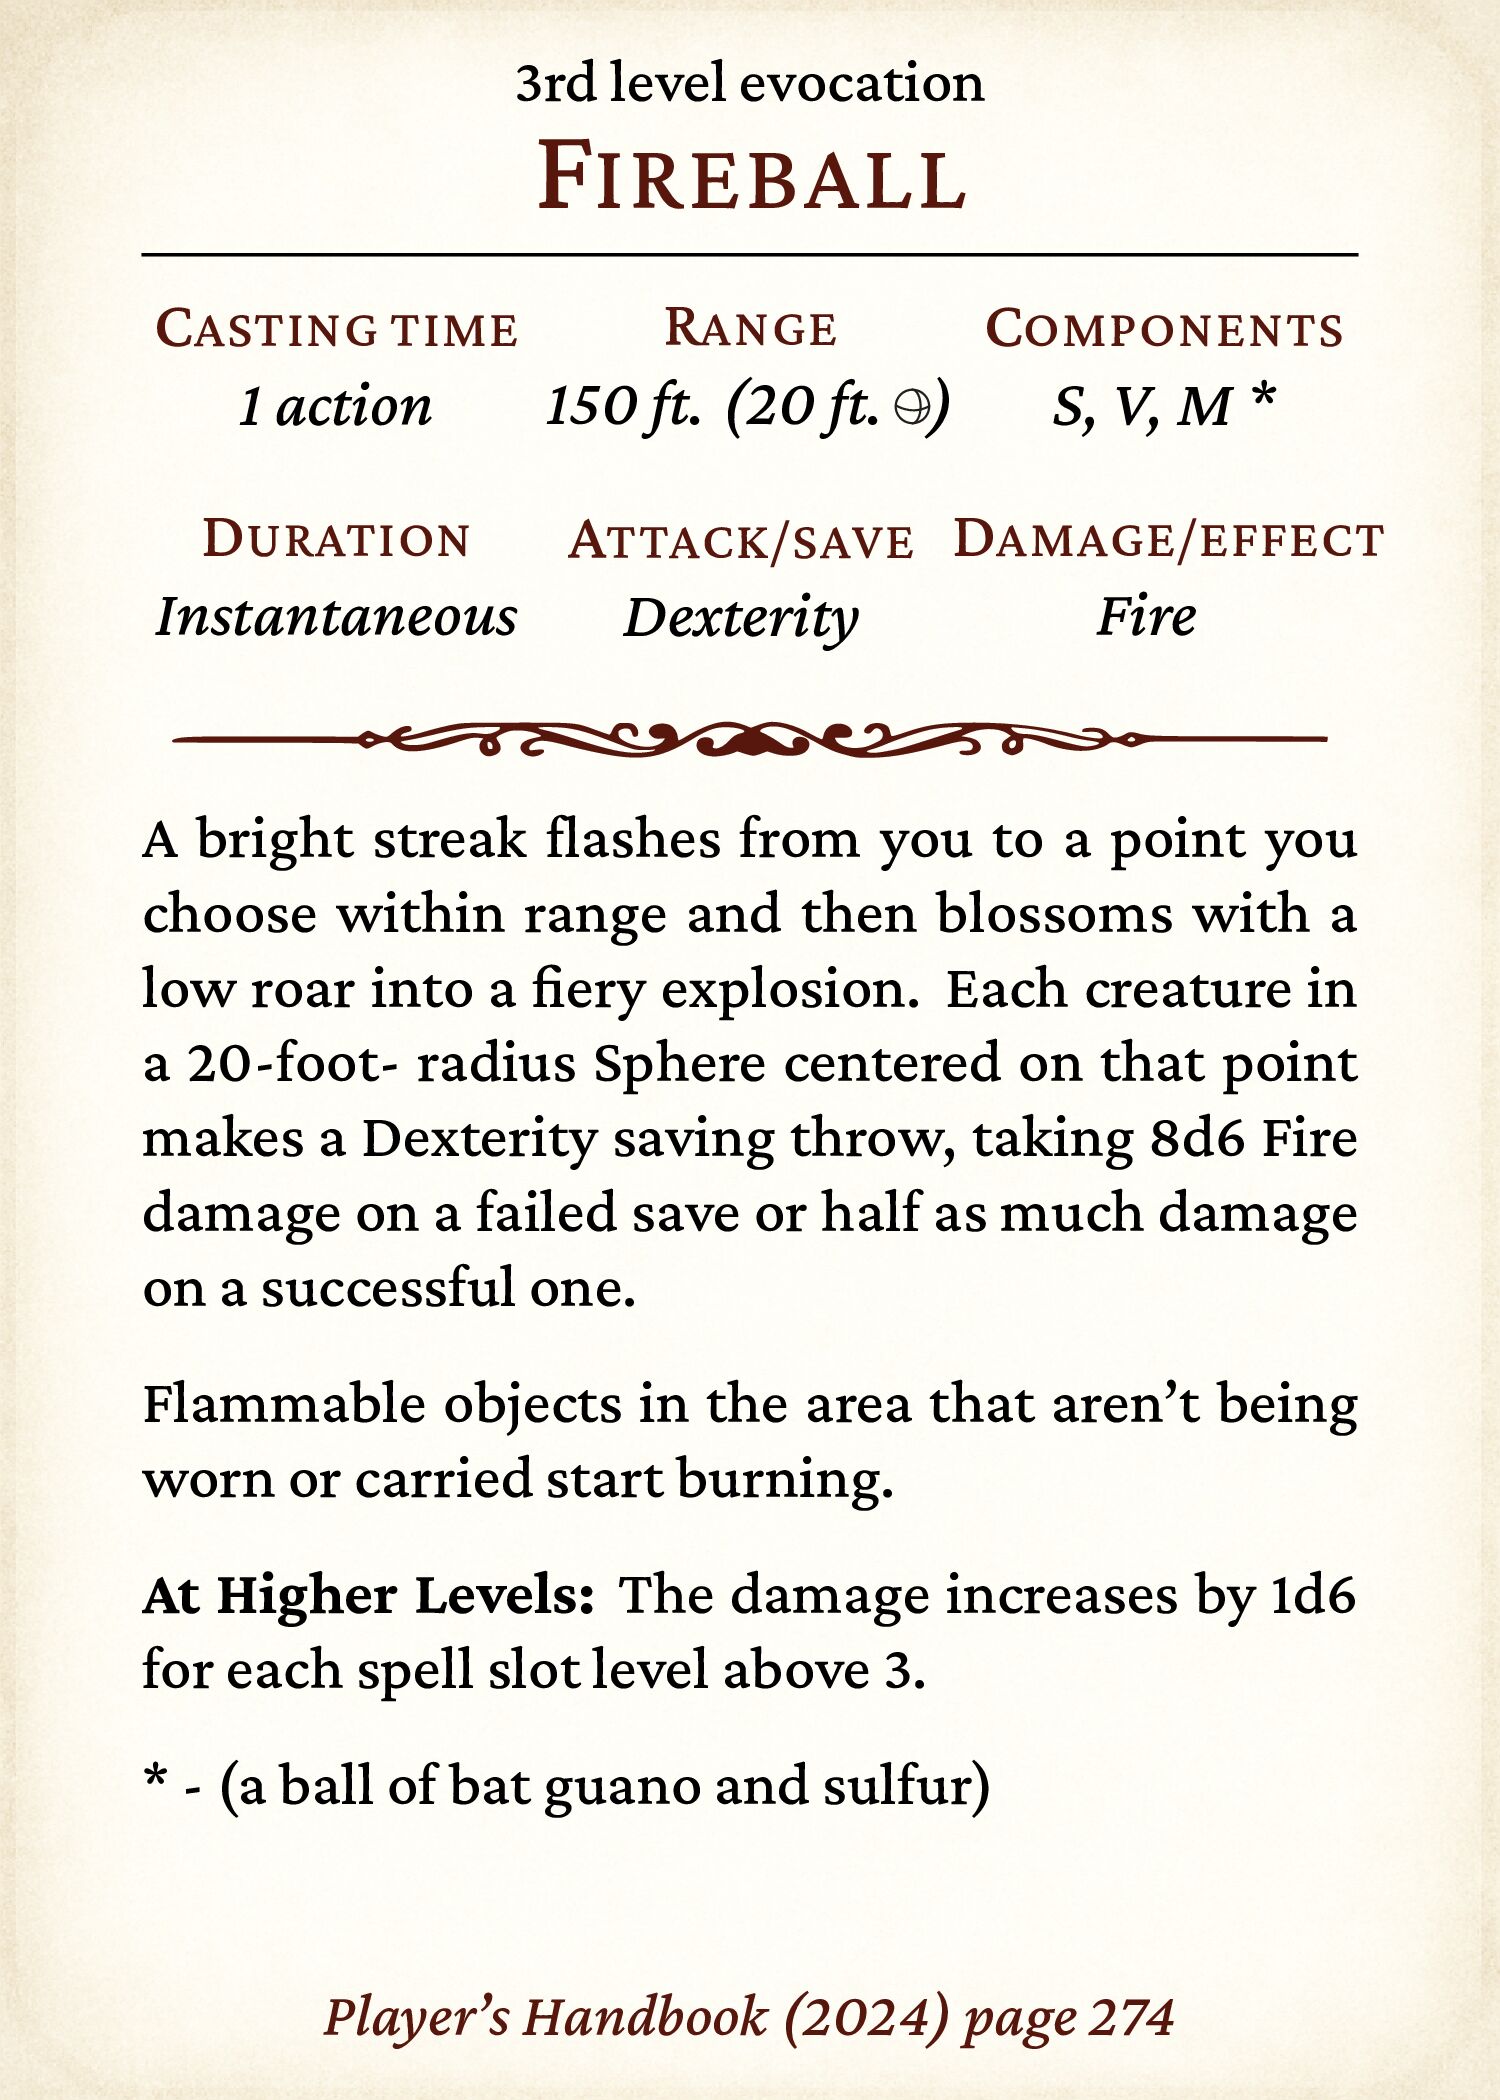 3rd level evocation
FIREBALL
CASTING TIME RANGE COMPONENTS
1 action 150 ft. (20 ft. ) S, V, M *
DURATION ATTACK/SAVE DAMAGE/EFFECT
Instantaneous Dexterity Fire
A bright streak flashes from you to a point you
choose within range and then blossoms with a
low roar into a fiery explosion. Each creature in
a 20-foot- radius Sphere centered on that point
makes a Dexterity saving throw, taking 8d6 Fire
damage on a failed save or half as much damage
on a successful one.
Flammable objects in the area that aren’t being
worn or carried start burning.
At Higher Levels: The damage increases by 1d6
for each spell slot level above 3.
* - (a ball of bat guano and sulfur)
Player’s Handbook (2024) page 274